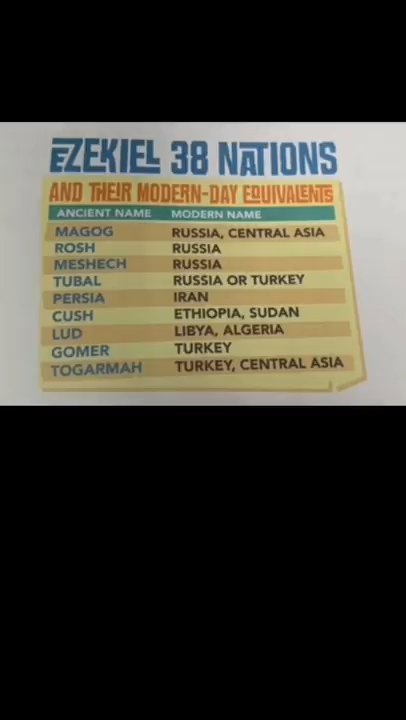 EZEKIEL 38 NATIONS
AND THEIR MODERN-DAY EQUIVALENTS
ANCIENT NAME MODERN NAME
MAGOG RUSSIA, CENTRAL ASIA
ROSH RUSSIA
MESHECH RUSSIA
TUBAL RUSSIA OR TURKEY
PERSIA IRAN
CUSH ETHIOPIA, SUDAN
LUD LIBYA, ALGERIA
GOMER TURKEY
TOGARMAH TURKEY, CENTRAL ASIA